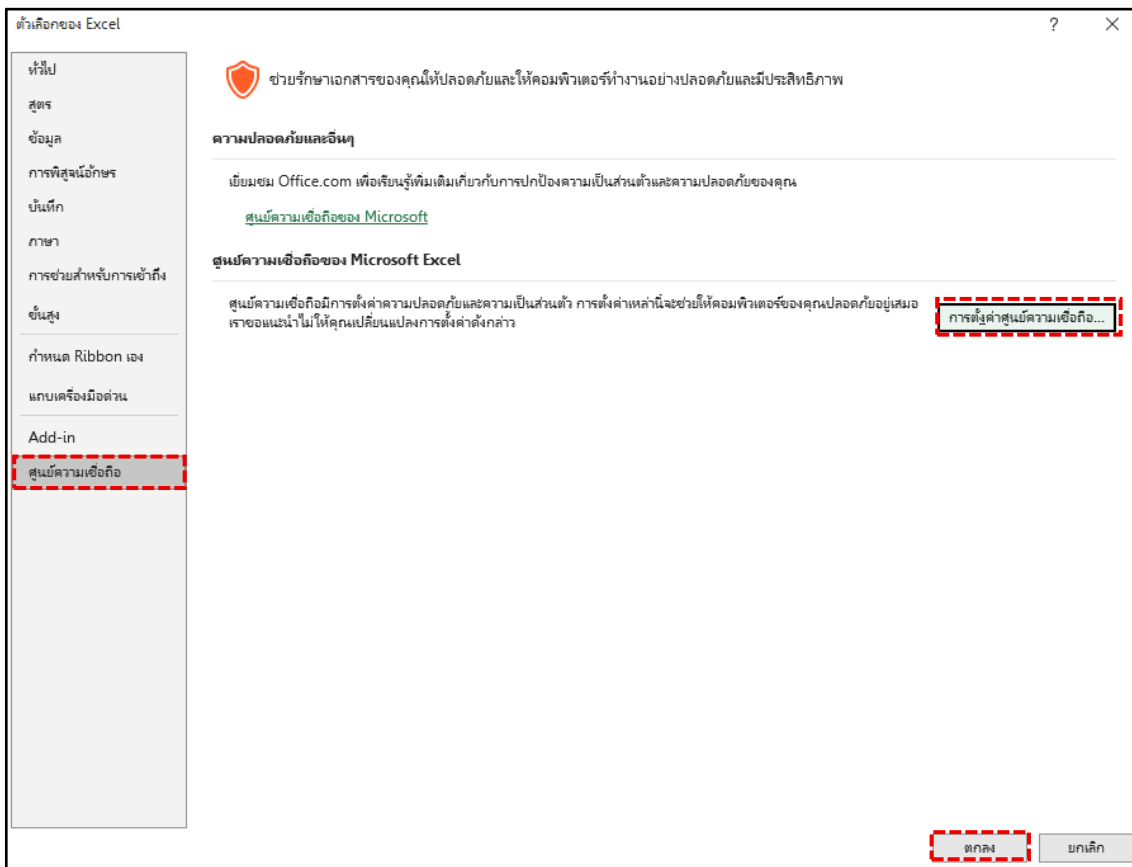 ตัวเลือกของ Excel
?
ทั่วไป
สูตร
ข้อมูล
การพิสูจน์อักษร
บันทึก
ภาษา
การช่วยสำหรับการเข้าถึง
ขั้นสูง
กำหนด Ribbon เอง
แถบเครื่องมือด่วน
Add-in
ศูนย์ความเชื่อถือ
ช่วยรักษาเอกสารของคุณให้ปลอดภัยและให้คอมพิวเตอร์ทำงานอย่างปลอดภัยและมีประสิทธิภาพ
ความปลอดภัยและอื่นๆ
เยี่ยมชม Office.com เพื่อเรียนรู้เพิ่มเติมเกี่ยวกับการปกป้องความเป็นส่วนตัวและความปลอดภัยของคุณ
ศูนย์ความเชื่อถือของ Microsoft
ศูนย์ความเชื่อถือของ Microsoft Excel
ศูนย์ความเชื่อถือมีการตั้งค่าความปลอดภัยและความเป็นส่วนตัว การตั้งค่าเหล่านี้จะช่วยให้คอมพิวเตอร์ของคุณปลอดภัยอยู่เสมอ
เราขอแนะนำไม่ให้คุณเปลี่ยนแปลงการตั้งค่าดังกล่าว
การตั้งค่าศูนย์ความเชื่อถือ...
ตกลง
ยกเลิก